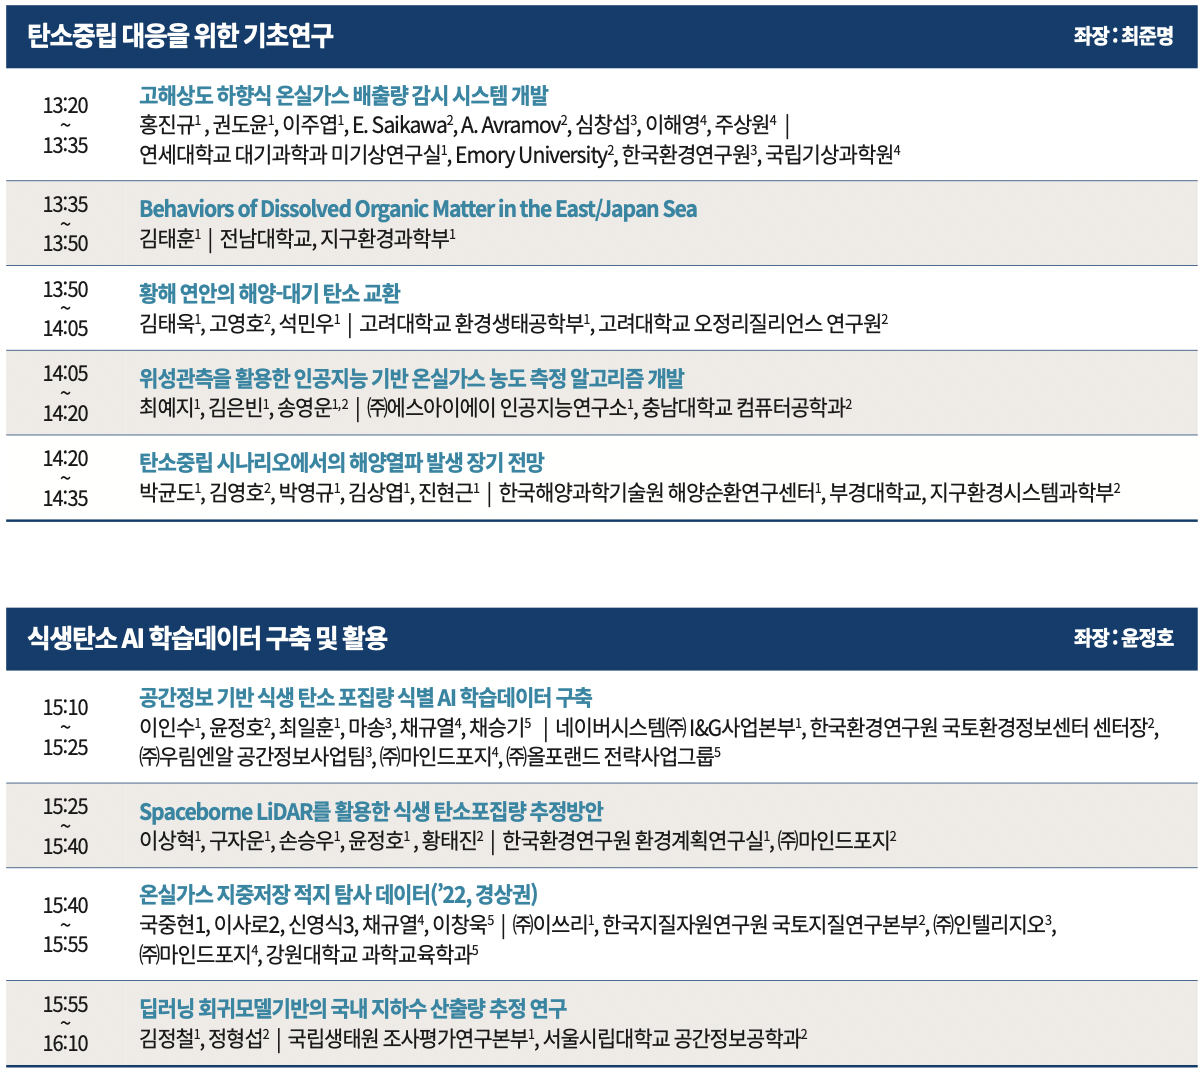 탄소중립 대응을 위한 기초연구
좌장 : 최준명
13:20
~
13:35
고해상도 하향식 온실가스 배출량 감시 시스템 개발
홍진규¹ , 권도윤¹, 이주엽¹, E. Saikawa², A. Avramov², 심창섭³, 이해영⁴, 주상원⁴ |
연세대학교 대기과학과 미기상연구실¹, Emory University², 한국환경연구원³, 국립기상과학원⁴
13:35
~
13:50
Behaviors of Dissolved Organic Matter in the East/Japan Sea
김태훈¹ | 전남대학교, 지구환경과학부¹
13:50
~
14:05
황해 연안의 해양-대기 탄소 교환
김태욱¹, 고영호², 석민우¹ | 고려대학교 환경생태공학부¹, 고려대학교 오정리질리언스 연구원²
14:05
~
14:20
위성관측을 활용한 인공지능 기반 온실가스 농도 측정 알고리즘 개발
최예지¹, 김은빈¹, 송영운¹,² | ㈜에스아이에이 인공지능연구소¹, 충남대학교 컴퓨터공학과²
14:20
~
14:35
탄소중립 시나리오에서의 해양열파 발생 장기 전망
박균도¹, 김영호², 박영규¹, 김상엽¹, 진현근¹ | 한국해양과학기술원 해양순환연구센터¹, 부경대학교, 지구환경시스템과학부²
식생탄소 AI 학습데이터 구축 및 활용
좌장 : 윤정호
15:10
~
15:25
공간정보 기반 식생 탄소 포집량 식별 AI 학습데이터 구축
이인수¹, 윤정호², 최일훈¹, 마송³, 채규열⁴, 채승기⁵ | 네이버시스템㈜ I&G사업본부¹, 한국환경연구원 국토환경정보센터 센터장²,
㈜우림엔알 공간정보사업팀³, ㈜마인드포지⁴, ㈜올포랜드 전략사업그룹⁵
15:25
~
15:40
Spaceborne LiDAR를 활용한 식생 탄소포집량 추정방안
이상혁¹, 구자운¹, 손승우¹, 윤정호¹ , 황태진² | 한국환경연구원 환경계획연구실¹, ㈜마인드포지²
15:40
~
15:55
온실가스 지중저장 적지 탐사 데이터(’22, 경상권)
국중현1, 이사로2, 신영식3, 채규열⁴, 이창욱⁵ | ㈜이쓰리¹, 한국지질자원연구원 국토지질연구본부², ㈜인텔리지오³,
㈜마인드포지⁴, 강원대학교 과학교육학과⁵
15:55
~
16:10
딥러닝 회귀모델기반의 국내 지하수 산출량 추정 연구
김정철¹, 정형섭² | 국립생태원 조사평가연구본부¹, 서울시립대학교 공간정보공학과²